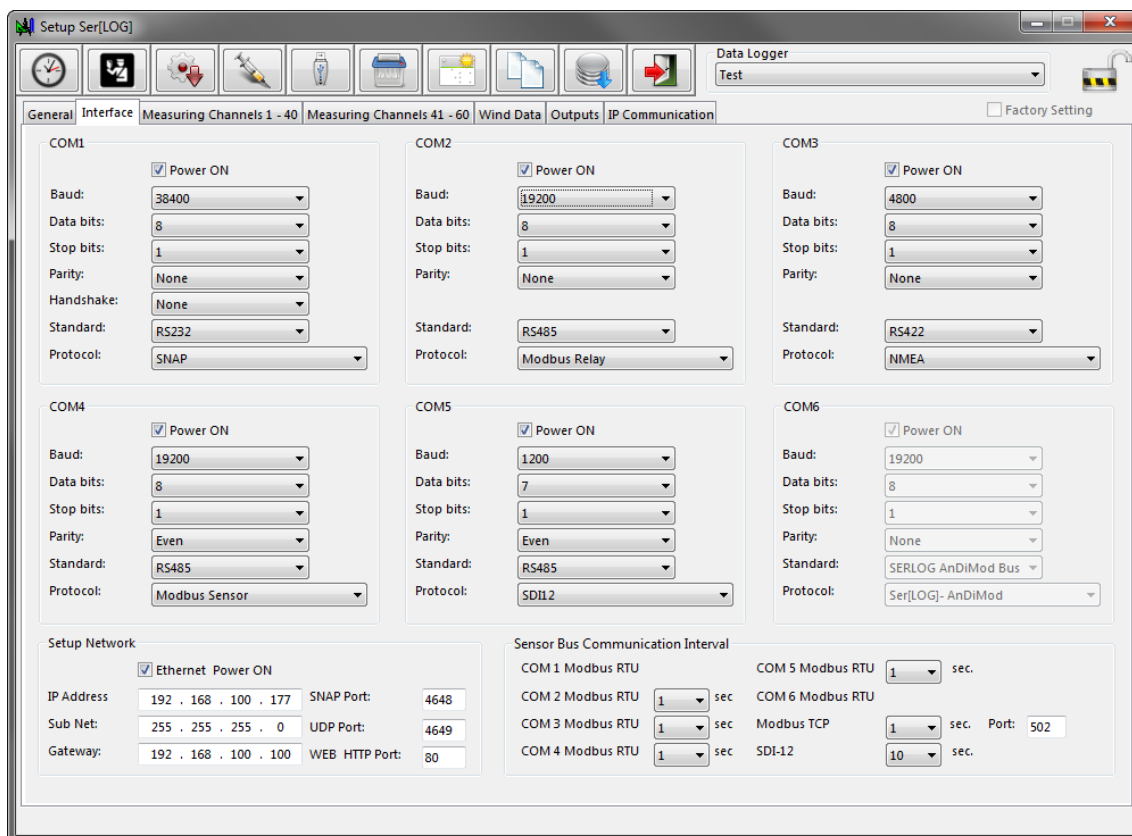 Setup Ser[LOG]
Data Logger
Test
General Interface Measuring Channels 1 - 40 Measuring Channels 41 - 60 Wind Data Outputs IP Communication
Factory Setting
COM1
Power ON
Baud: 38400
Data bits: 8
Stop bits: 1
Parity: None
Handshake: None
Standard: RS232
Protocol: SNAP
COM2
Power ON
Baud: 19200
Data bits: 8
Stop bits: 1
Parity: None
Standard: RS485
Protocol: Modbus Relay
COM3
Power ON
Baud: 4800
Data bits: 8
Stop bits: 1
Parity: None
Standard: RS422
Protocol: NMEA
COM4
Power ON
Baud: 19200
Data bits: 8
Stop bits: 1
Parity: Even
Standard: RS485
Protocol: Modbus Sensor
COM5
Power ON
Baud: 1200
Data bits: 7
Stop bits: 1
Parity: Even
Standard: RS485
Protocol: SDI12
COM6
Power ON
Baud: 19200
Data bits: 8
Stop bits: 1
Parity: None
Standard: SERLOG AnDiMod Bus
Protocol: Ser[LOG]- AnDiMod
Setup Network
Ethernet Power ON
IP Address 192 . 168 . 100 . 177 SNAP Port: 4648
Sub Net: 255 . 255 . 255 . 0 UDP Port: 4649
Gateway: 192 . 168 . 100 . 100 WEB HTTP Port: 80
Sensor Bus Communication Interval
COM 1 Modbus RTU COM 5 Modbus RTU 1 sec.
COM 2 Modbus RTU 1 sec COM 6 Modbus RTU
COM 3 Modbus RTU 1 sec Modbus TCP 1 sec. Port: 502
COM 4 Modbus RTU 1 sec SDI-12 10 sec.